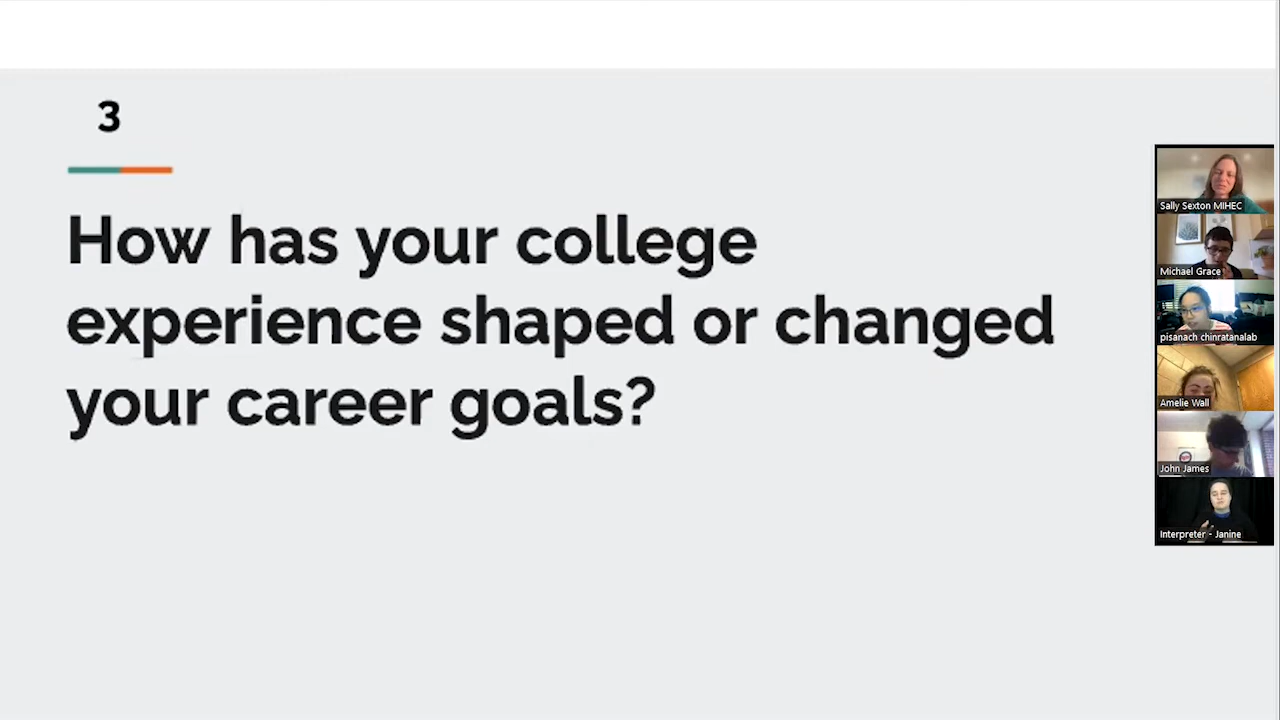 3
How has your college
experience shaped or changed
your career goals?
Sally Sexton MIHEC
Michael Grace
pisanach chinratanalab
Amelie Wall
John James
Interpreter - Janine